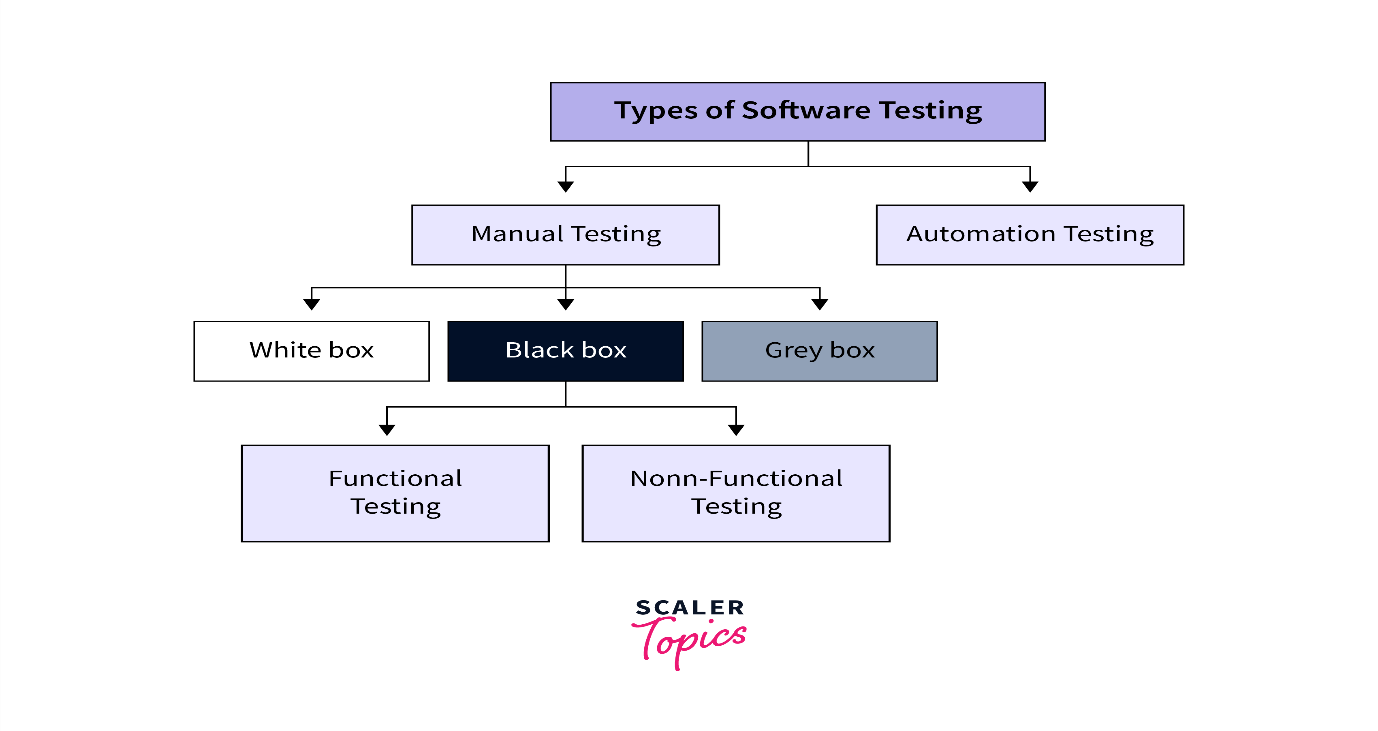 Types of Software Testing
Manual Testing
Automation Testing
White box
Black box
Grey box
Functional
Testing
Nonn-Functional
Testing
SCALER
Topics